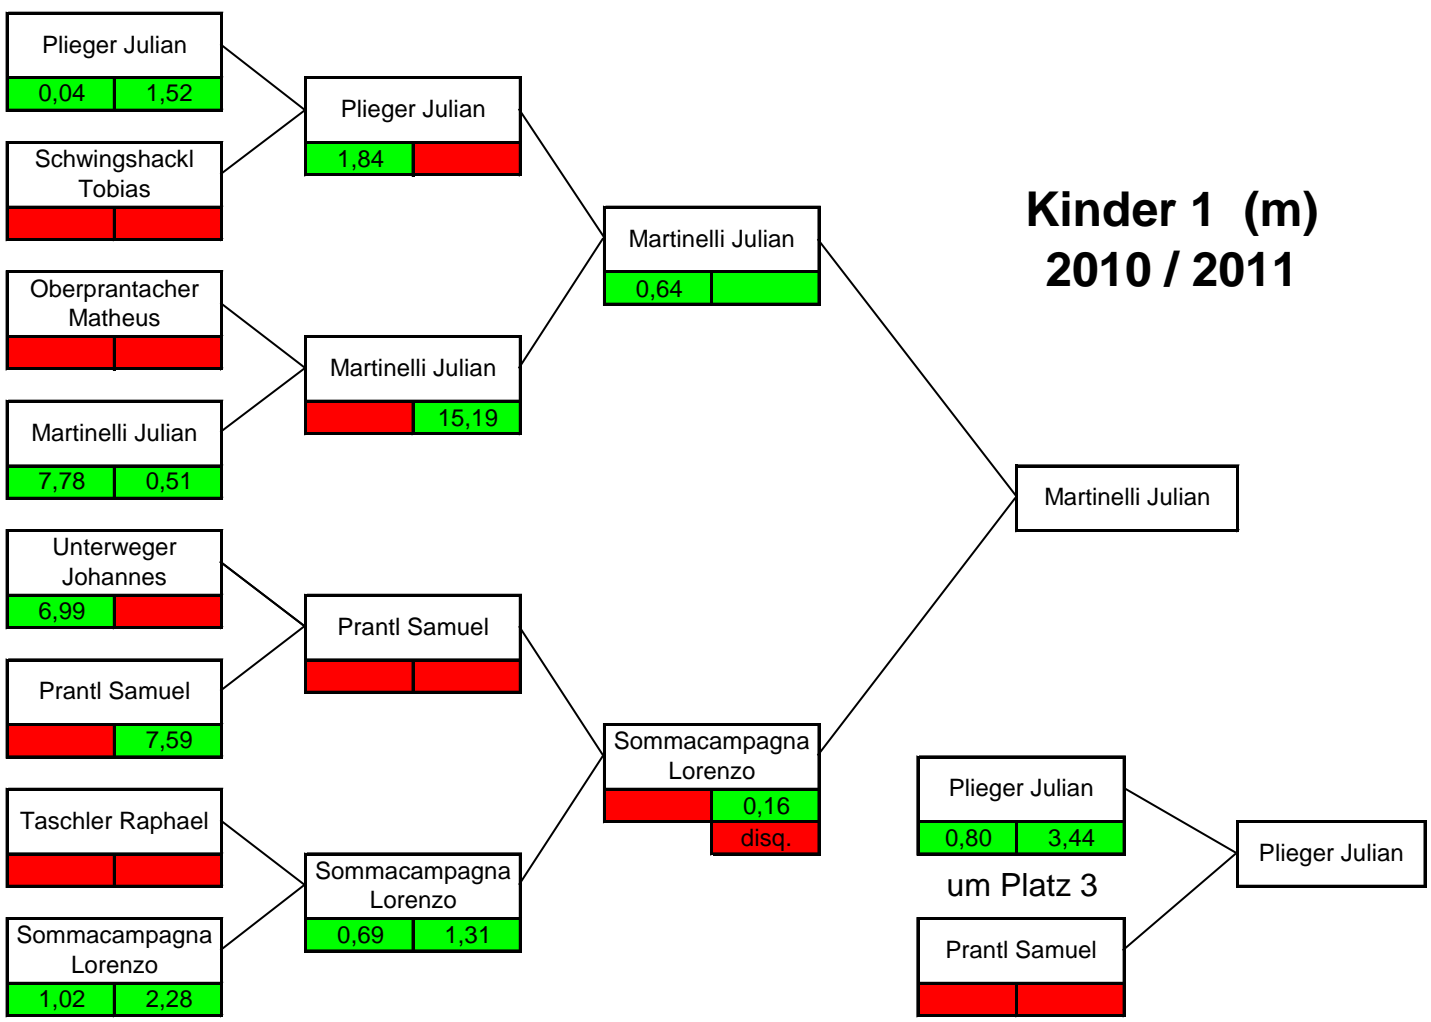 Plieger Julian
0,04 1,52
Schwingshackl
Tobias
Oberprantacher
Matheus
Martinelli Julian
7,78 0,51
Unterweger
Johannes
6,99
Prantl Samuel
7,59
Taschler Raphael
Sommacampagna
Lorenzo
1,02 2,28
Plieger Julian
1,84
Martinelli Julian
15,19
Prantl Samuel
Sommacampagna
Lorenzo
0,69 1,31
Martinelli Julian
0,64
Sommacampagna
Lorenzo
0,16
disq.
Kinder 1 (m)
2010 / 2011
Martinelli Julian
Plieger Julian
0,80 3,44
um Platz 3
Prantl Samuel
Plieger Julian